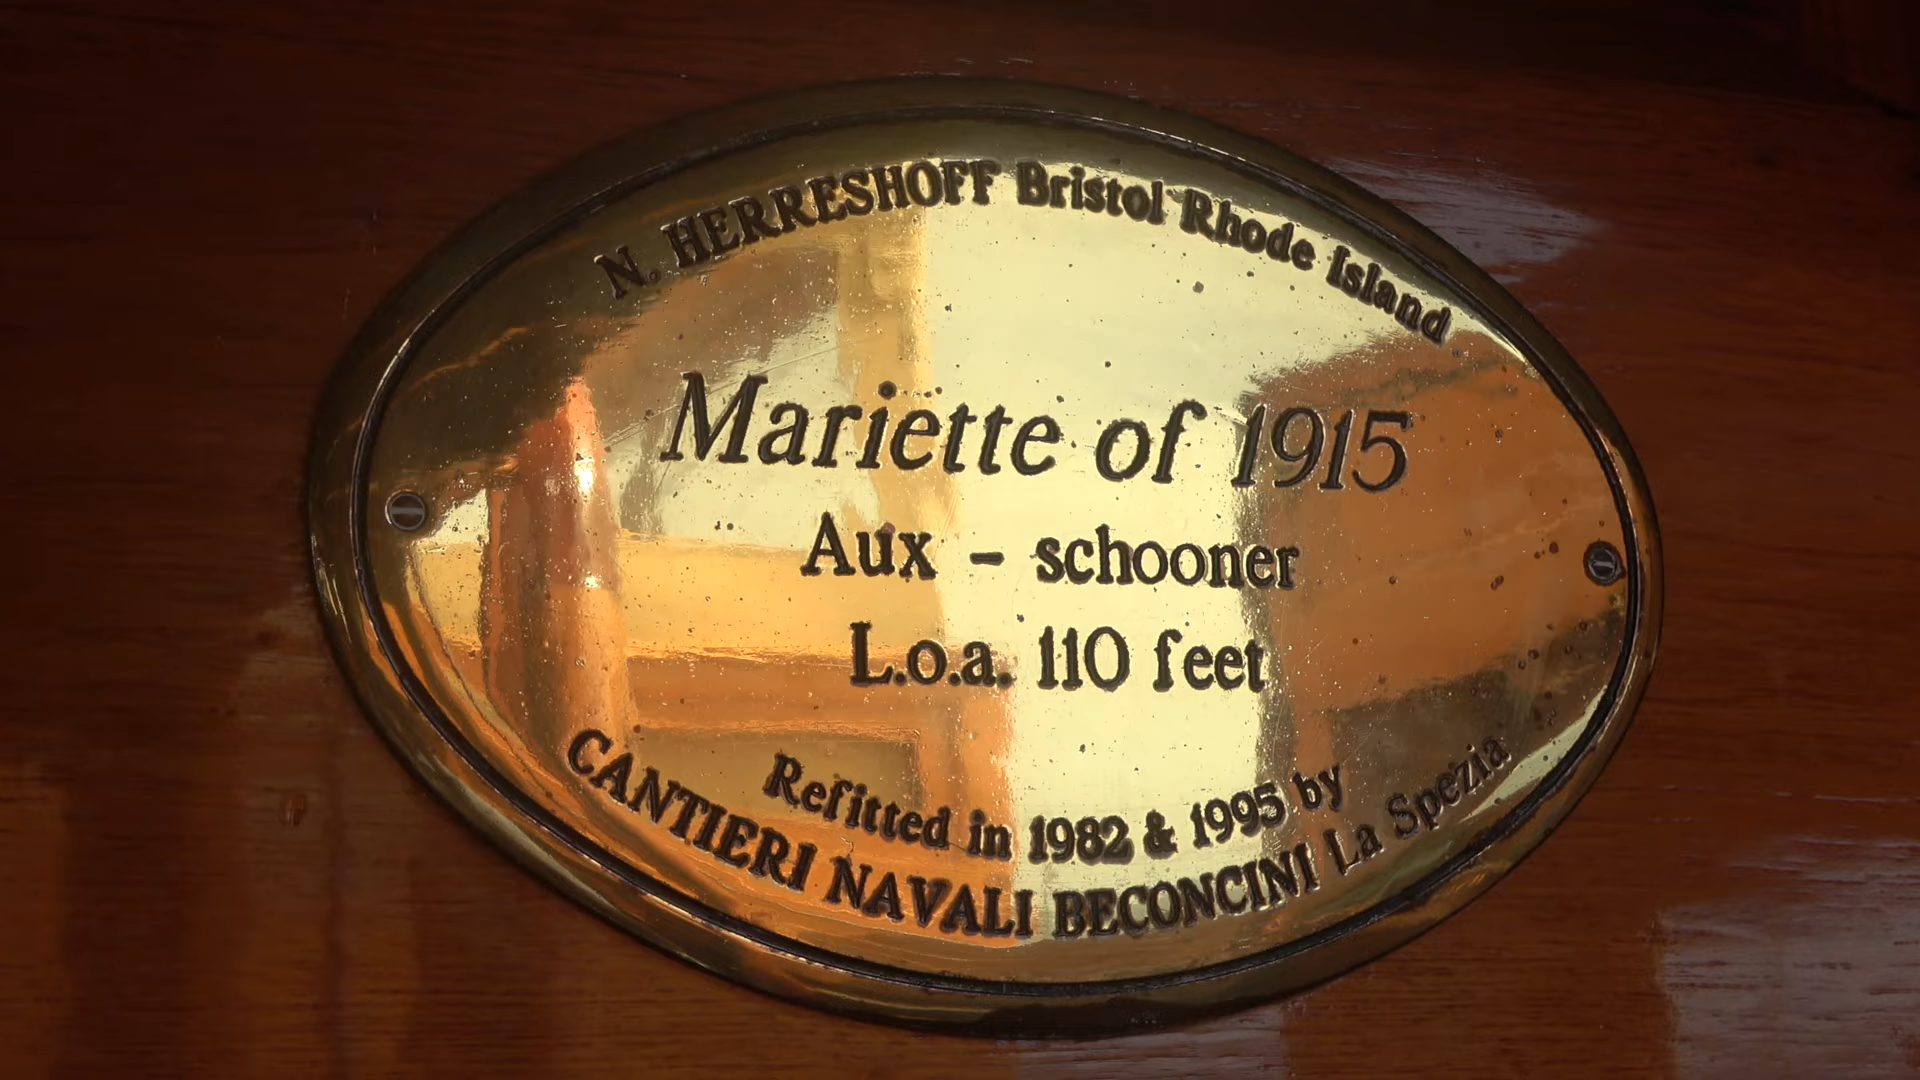 N. HERRESHOFF Bristol Rhode Island
Mariette of 1915
Aux - schooner
L.o.a. 110 feet
Refitted in 1982 & 1995 by
CANTIERI NAVALI BECONCINI La Spezia